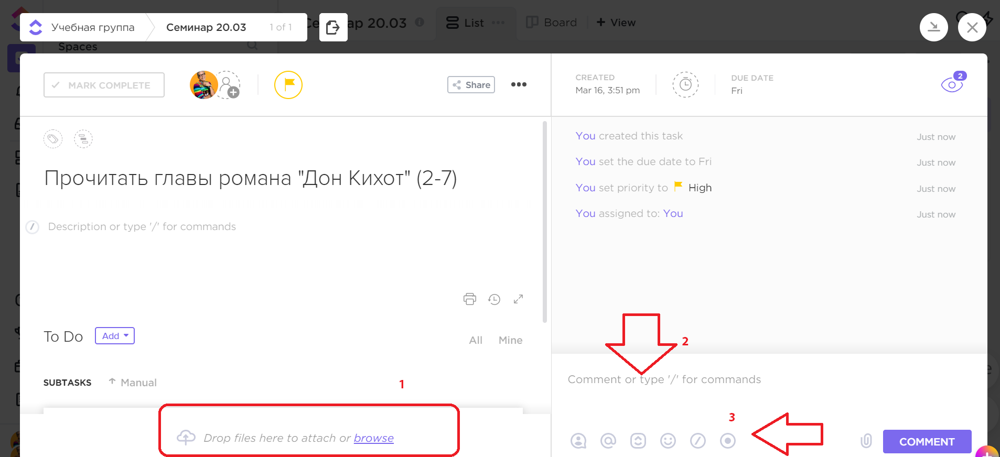 Учебная группа
Семинар 20.03
1 of 1
ар 20.03
List
Board
+ View
Spaces
MARK COMPLETE
Share
CREATED
Mar 16, 3:51 pm
DUE DATE
Fri
2
You created this task
Just now
You set the due date to Fri
Just now
You set priority to High
Just now
You assigned to: You
Just now
Прочитать главы романа "Дон Кихот" (2-7)
Description or type '/' for commands
To Do
Add
All
Mine
SUBTASKS
Manual
1
Drop files here to attach or browse
2
Comment or type '/' for commands
3
COMMENT